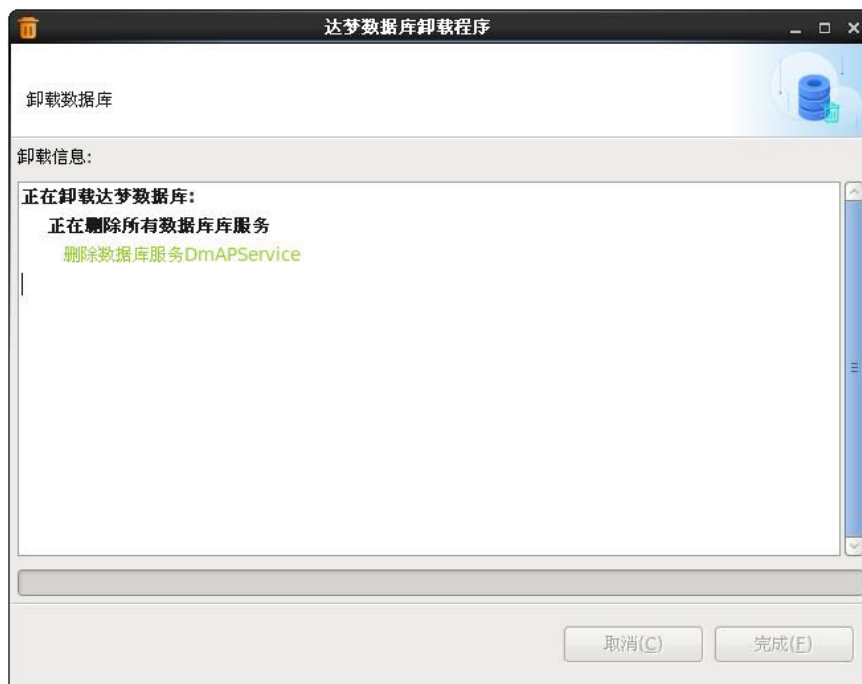 达梦数据库卸载程序
卸载数据库
卸载信息:
正在卸载达梦数据库:
正在删除所有数据库库服务
删除数据库服务DmAPService
取消(C)
完成(F)